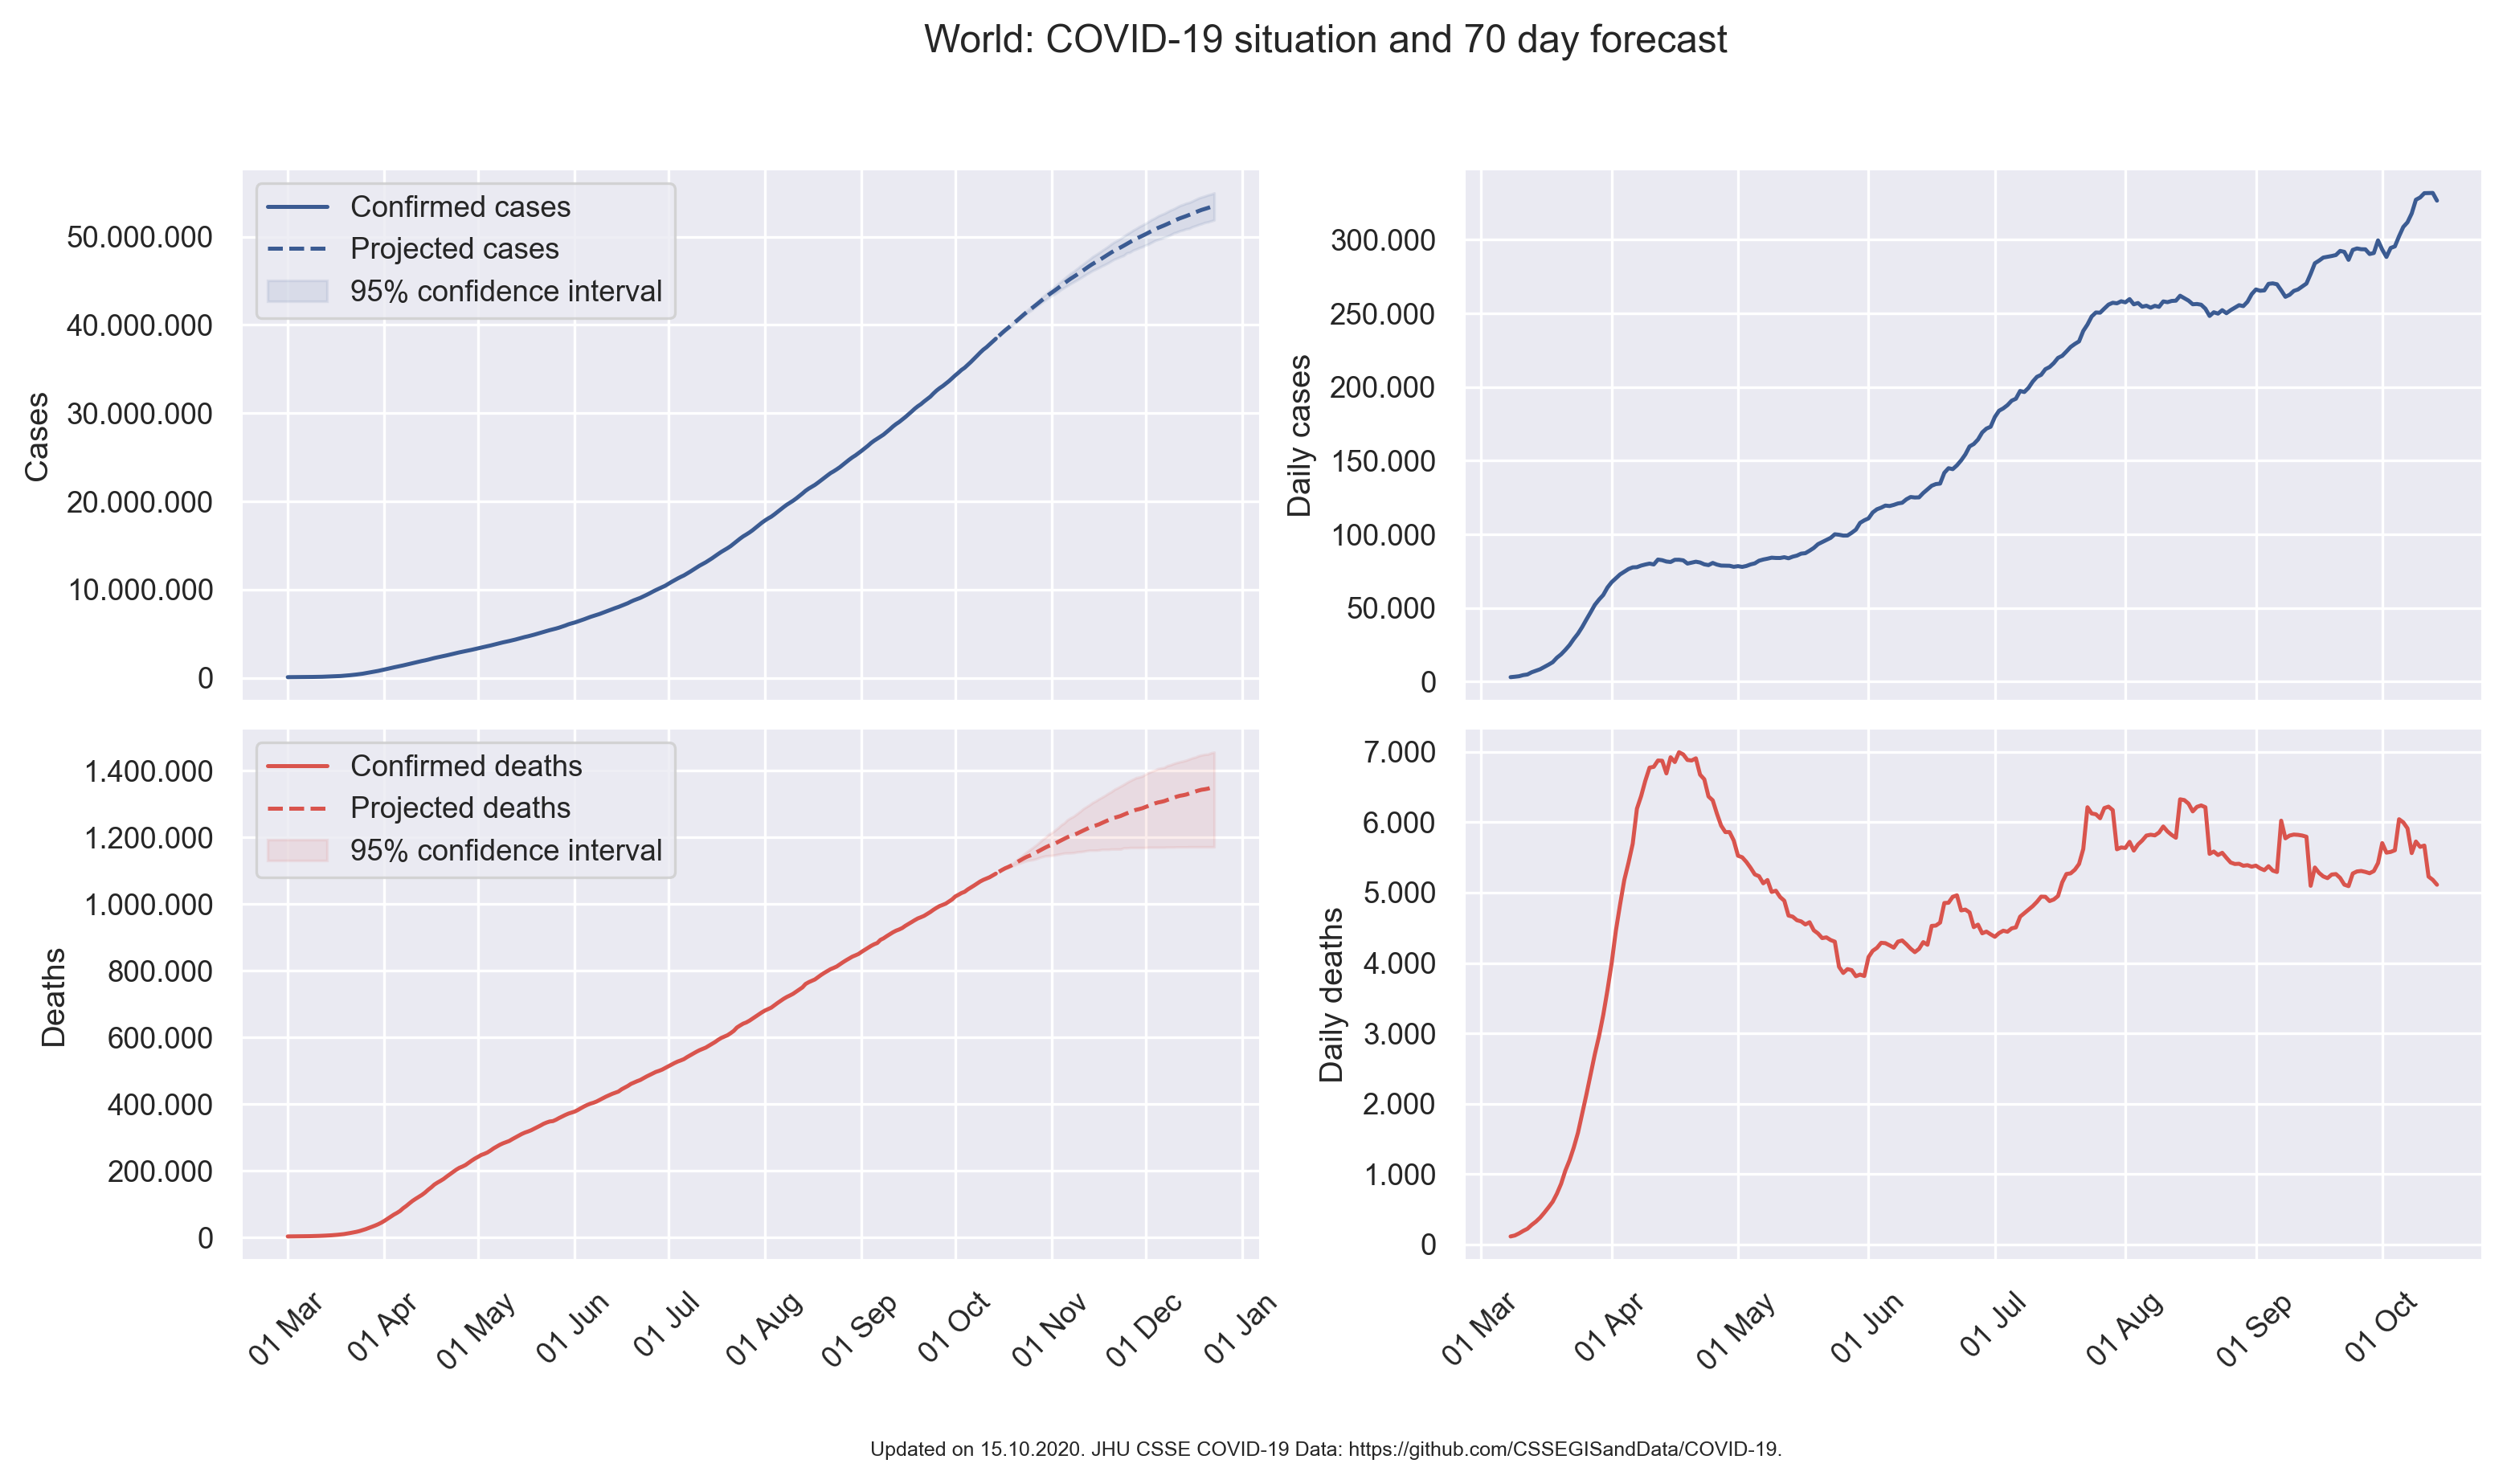 World: COVID-19 situation and 70 day forecast
Confirmed cases
Projected cases
95% confidence interval
50.000.000
40.000.000
30.000.000
20.000.000
10.000.000
0
Cases
300.000
250.000
200.000
150.000
100.000
50.000
0
Daily cases
Confirmed deaths
Projected deaths
95% confidence interval
1.400.000
1.200.000
1.000.000
800.000
600.000
400.000
200.000
0
Deaths
01 Mar
01 Apr
01 May
01 Jun
01 Jul
01 Aug
01 Sep
01 Oct
01 Nov
01 Dec
01 Jan
7.000
6.000
5.000
4.000
3.000
2.000
1.000
0
Daily deaths
01 Mar
01 Apr
01 May
01 Jun
01 Jul
01 Aug
01 Sep
01 Oct
Updated on 15.10.2020. JHU CSSE COVID-19 Data: https://github.com/CSSEGISandData/COVID-19.